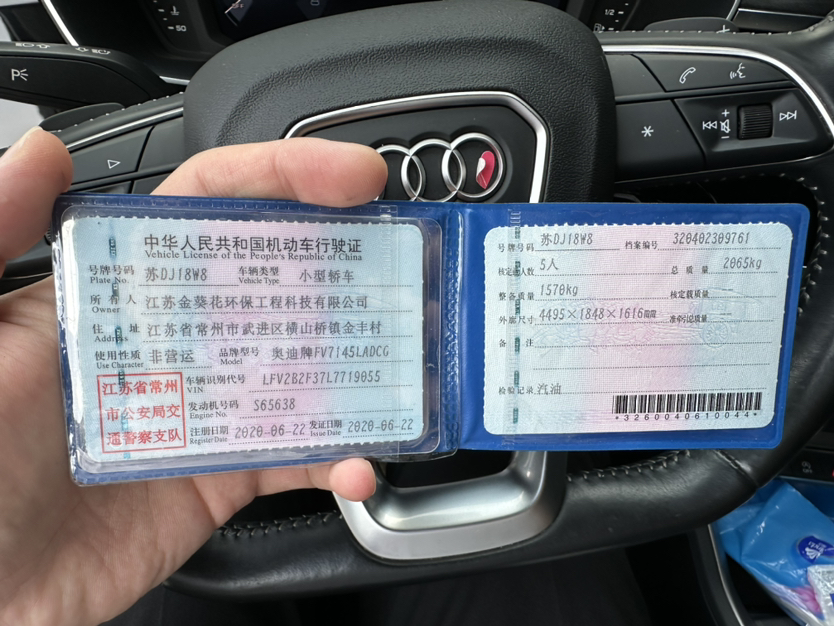 中华人民共和国机动车行驶证
Vehicle License of the People's Republic of China
号牌号码 苏DJ18W8 车辆类型 小型轿车
Plate No. Vehicle Type
所有人 江苏金葵花环保工程科技有限公司
Owner
住址 江苏省常州市武进区横山桥镇金丰村
Address
使用性质 非营运 品牌型号 奥迪牌FV7145LADCG
Use Character Model
江苏省常州
市公安局交
通警察支队
车辆识别代号 LFV2B2F37L7719055
VIN
发动机号码 S65638
Engine No.
注册日期 2020-06-22 发证日期 2020-06-22
Register Date Issue Date
号牌号码 苏DJ18W8 档案编号 320402309761
核定人数 5人 总质量 2065kg
整备质量 1570kg 核定载质量
外廓尺寸 4495×1848×1616mm 准牵引总质量
备注
检验记录 汽油
*3260040610044*
50
1/2